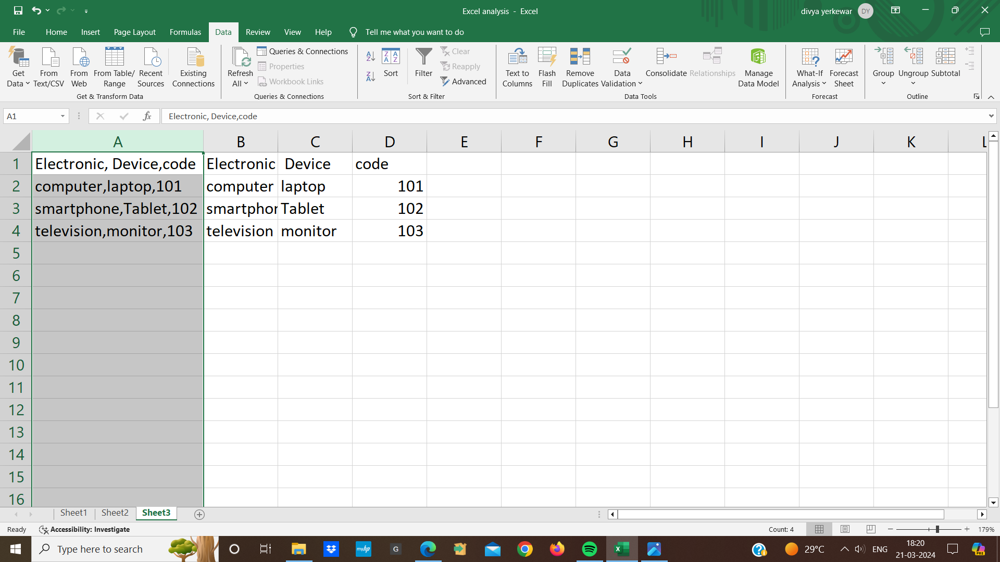 Excel analysis - Excel
divya yerkewar DY
File Home Insert Page Layout Formulas Data Review View Help Tell me what you want to do
Get Data
From Text/CSV
From Web
From Table/ Range
Recent Sources
Existing Connections
Get & Transform Data
Refresh All
Queries & Connections
Properties
Workbook Links
Queries & Connections
Sort
Filter
Clear
Reapply
Advanced
Sort & Filter
Text to Columns
Flash Fill
Remove Duplicates
Data Validation
Consolidate
Relationships
Manage Data Model
Data Tools
What-If Analysis
Forecast Sheet
Forecast
Group
Ungroup
Subtotal
Outline
A1 fx Electronic, Device,code
A B C D E F G H I J K L
1 Electronic, Device,code Electronic Device code
2 computer,laptop,101 computer laptop 101
3 smartphone,Tablet,102 smartphor Tablet 102
4 television,monitor,103 television monitor 103
5
6
7
8
9
10
11
12
13
14
15
16
Sheet1 Sheet2 Sheet3
Ready Accessibility: Investigate Count: 4 179%
Type here to search myhp G 29°C ENG 18:20
21-03-2024
PRE